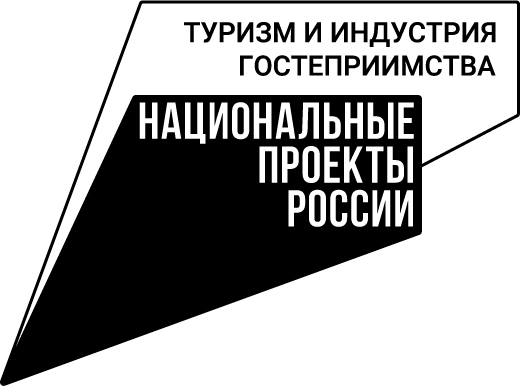 ТУРИЗМ И ИНДУСТРИЯ
ГОСТЕПРИИМСТВА
НАЦИОНАЛЬНЫЕ
ПРОЕКТЫ
РОССИИ